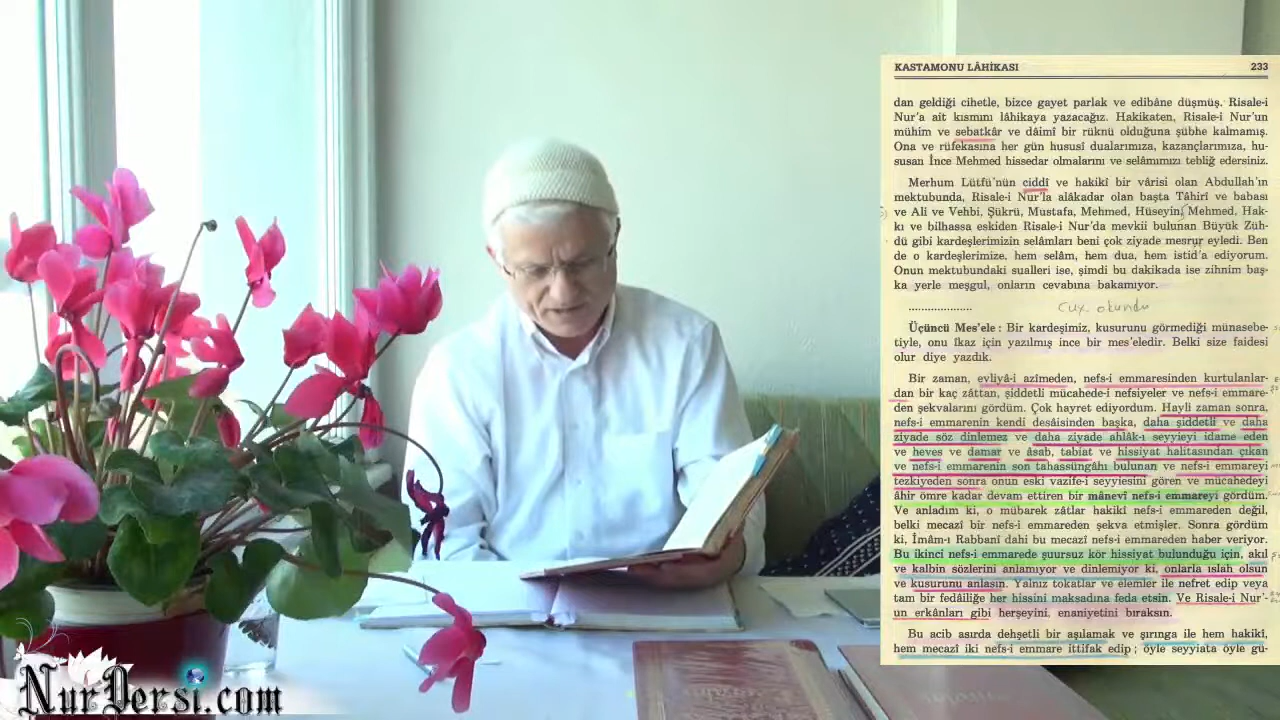 KASTAMONU LÂHİKASI 233
dan geldiği cihetle, bizce gayet parlak ve edibâne düşmüş. Risale-i
Nur'a ait kısmını lâhikaya yazacağız. Hakikaten, Risale-i Nur'un
mühim ve sebatkâr ve dâimî bir rüknü olduğuna şübhe kalmamış.
Ona ve rüfekasına her gün hususî dualarımıza, kazançlarımıza, hu-
susan İnce Mehmed hissedar olmalarını ve selâmımızı tebliğ edersiniz.
Merhum Lütfü'nün ciddî ve hakikî bir vârisi olan Abdullah'ın
mektubunda, Risale-i Nur'la alâkadar olan başta Tâhirî ve babası
ve Ali ve Vehbi, Şükrü, Mustafa, Mehmed, Hüseyin, Mehmed, Hak-
kı ve bilhassa eskiden Risale-i Nur'da mevkii bulunan Büyük Züh-
dü gibi kardeşlerimizin selâmları beni çok ziyade mesrur eyledi. Ben
de o kardeşlerimize, hem selâm, hem dua, hem istid'a ediyorum.
Onun mektubundaki sualleri ise, şimdi bu dakikada ise zihnim baş-
ka yerle meşgul, onların cevabına bakamıyor.
.....................
okundu
Üçüncü Mes'ele : Bir kardeşimiz, kusurunu görmediği münasebe-
tiyle, onu îkaz için yazılmış ince bir mes'eledir. Belki size faidesi
olur diye yazdık.
Bir zaman, evliyâ-i azîmeden, nefs-i emmaresinden kurtulanlar-
dan bir kaç zâttan, şiddetli mücahede-i nefsiyeler ve nefs-i emmare-
den şekvalarını gördüm. Çok hayret ediyordum. Hayli zaman sonra,
nefs-i emmarenin kendi desâisinden başka, daha şiddetli ve daha
ziyade söz dinlemez ve daha ziyade ahlâk-ı seyyieyi idame eden
ve heves ve damar ve âsab, tabiat ve hissiyat halitasından çıkan
ve nefs-i emmarenin son tahassüngâhı bulunan ve nefs-i emmareyi
tezkiyeden sonra onun eski vazife-i seyyiesini gören ve mücahedeyi
âhir ömre kadar devam ettiren bir mânevî nefs-i emmareyi gördüm.
Ve anladım ki, o mübarek zâtlar hakikî nefs-i emmareden değil,
belki mecazî bir nefs-i emmareden şekva etmişler. Sonra gördüm
ki, İmâm-ı Rabbanî dahi bu mecazî nefs-i emmareden haber veriyor.
Bu ikinci nefs-i emmarede şuursuz kör hissiyat bulunduğu için, akıl
ve kalbin sözlerini anlamıyor ve dinlemiyor ki, onlarla ıslah olsun
ve kusurunu anlasın. Yalnız tokatlar ve elemler ile nefret edip veya
tam bir fedâiliğe her hissini maksadına feda etsin. Ve Risale-i Nur'-
un erkânları gibi herşeyini, enaniyetini bıraksın.
Bu acib asırda dehşetli bir aşılamak ve şırınga ile hem hakikî,
hem mecazî iki nefs-i emmare ittifak edip ; öyle seyyiata öyle gü-
NurDersi.com